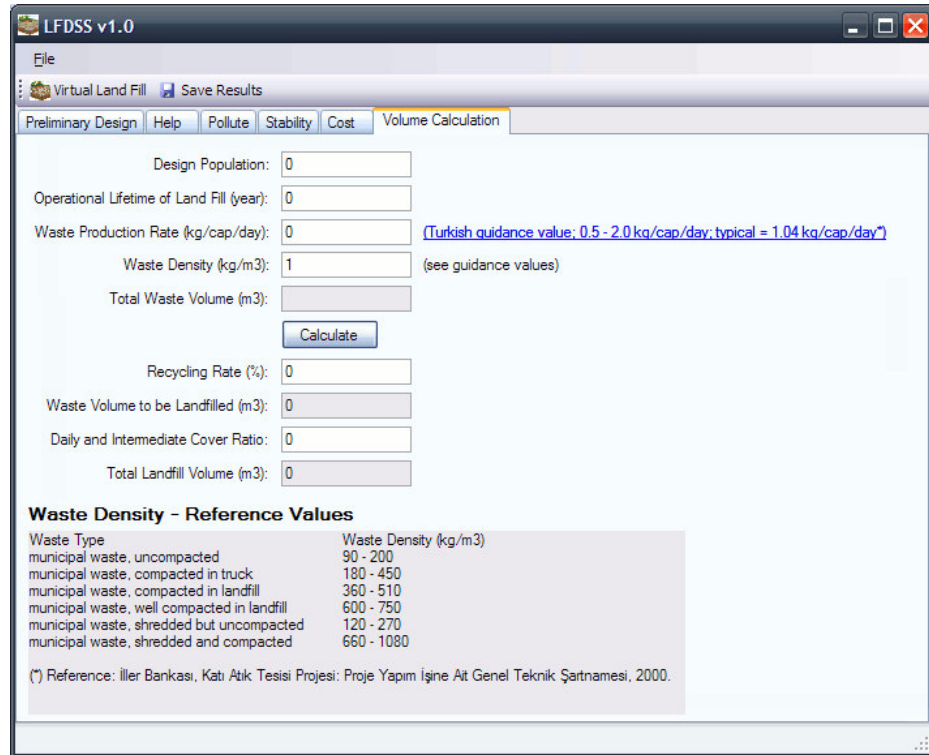 LFDSS v1.0
File
Virtual Land Fill Save Results
Preliminary Design Help Pollute Stability Cost Volume Calculation
Design Population: 0
Operational Lifetime of Land Fill (year): 0
Waste Production Rate (kg/cap/day): 0 (Turkish guidance value; 0.5 - 2.0 kg/cap/day; typical = 1.04 kg/cap/day*)
Waste Density (kg/m3): 1 (see guidance values)
Total Waste Volume (m3):
Calculate
Recycling Rate (%): 0
Waste Volume to be Landfilled (m3): 0
Daily and Intermediate Cover Ratio: 0
Total Landfill Volume (m3): 0
Waste Density - Reference Values
Waste Type Waste Density (kg/m3)
municipal waste, uncompacted 90 - 200
municipal waste, compacted in truck 180 - 450
municipal waste, compacted in landfill 360 - 510
municipal waste, well compacted in landfill 600 - 750
municipal waste, shredded but uncompacted 120 - 270
municipal waste, shredded and compacted 660 - 1080
(*) Reference: İller Bankası, Katı Atık Tesisi Projesi: Proje Yapım İşine Ait Genel Teknik Şartnamesi, 2000.